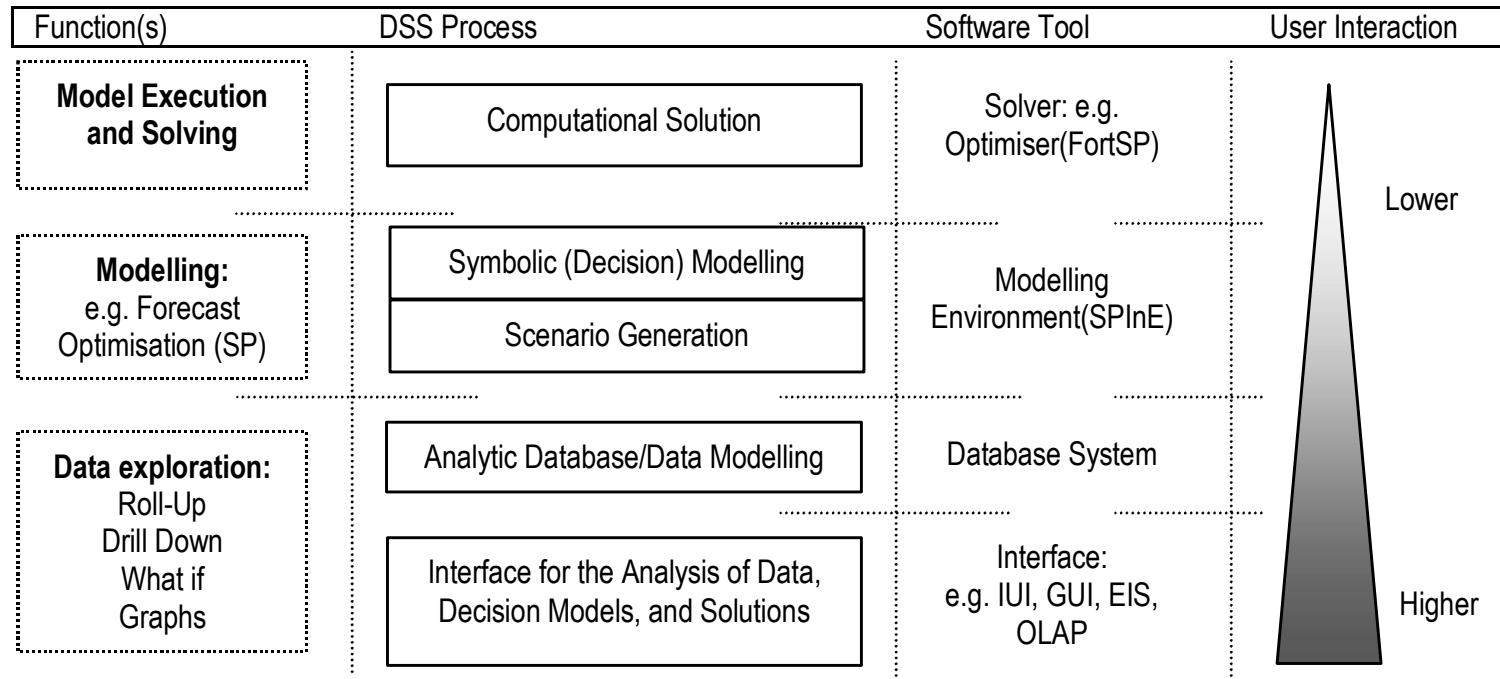 Function(s) DSS Process Software Tool User Interaction
Model Execution
and Solving
Computational Solution
Solver: e.g.
Optimiser(FortSP)
Lower
Modelling:
e.g. Forecast
Optimisation (SP)
Symbolic (Decision) Modelling
Scenario Generation
Modelling
Environment(SPInE)
Data exploration:
Roll-Up
Drill Down
What if
Graphs
Analytic Database/Data Modelling
Database System
Interface for the Analysis of Data,
Decision Models, and Solutions
Interface:
e.g. IUI, GUI, EIS,
OLAP
Higher